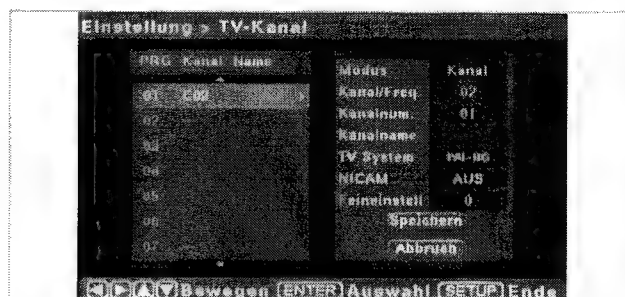 Einstellung > TV-Kanal
PRG Kanal Name
01 C02
02
03
04
05
06
07
Modus Kanal
Kanal/Freq 02
Kanalnum. 01
Kanalname
TV System PAL-BG
NICAM AUS
Feineinstell 0
Speichern
Abbruch
Bewegen ENTER Auswahl SETUP Ende